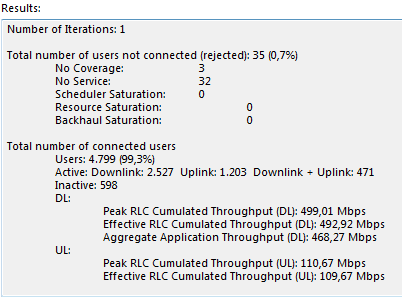 Results:
Number of Iterations: 1
Total number of users not connected (rejected): 35 (0,7%)
No Coverage: 3
No Service: 32
Scheduler Saturation: 0
Resource Saturation: 0
Backhaul Saturation: 0
Total number of connected users
Users: 4.799 (99,3%)
Active: Downlink: 2.527 Uplink: 1.203 Downlink + Uplink: 471
Inactive: 598
DL:
Peak RLC Cumulated Throughput (DL): 499,01 Mbps
Effective RLC Cumulated Throughput (DL): 492,92 Mbps
Aggregate Application Throughput (DL): 468,27 Mbps
UL:
Peak RLC Cumulated Throughput (UL): 110,67 Mbps
Effective RLC Cumulated Throughput (UL): 109,67 Mbps